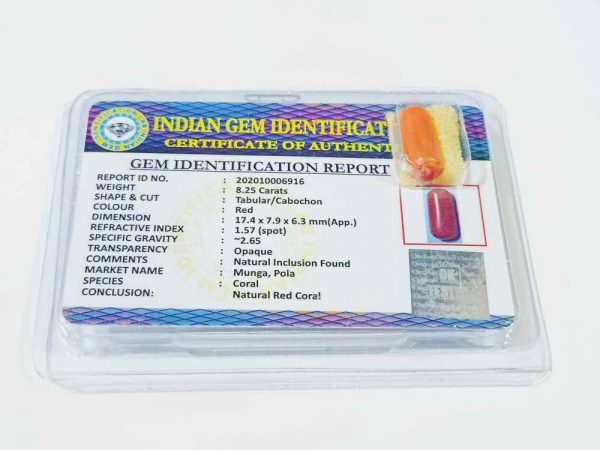 INDIAN GEM IDENTIFICAT
CERTIFICATE OF AUTHENT
GEM IDENTIFICATION REPORT
REPORT ID NO. : 202010006916
WEIGHT : 8.25 Carats
SHAPE & CUT : Tabular/Cabochon
COLOUR : Red
DIMENSION : 17.4 x 7.9 x 6.3 mm(App.)
REFRACTIVE INDEX : 1.57 (spot)
SPECIFIC GRAVITY : ~2.65
TRANSPARENCY : Opaque
COMMENTS : Natural Inclusion Found
MARKET NAME : Munga, Pola
SPECIES : Coral
CONCLUSION: : Natural Red Coral